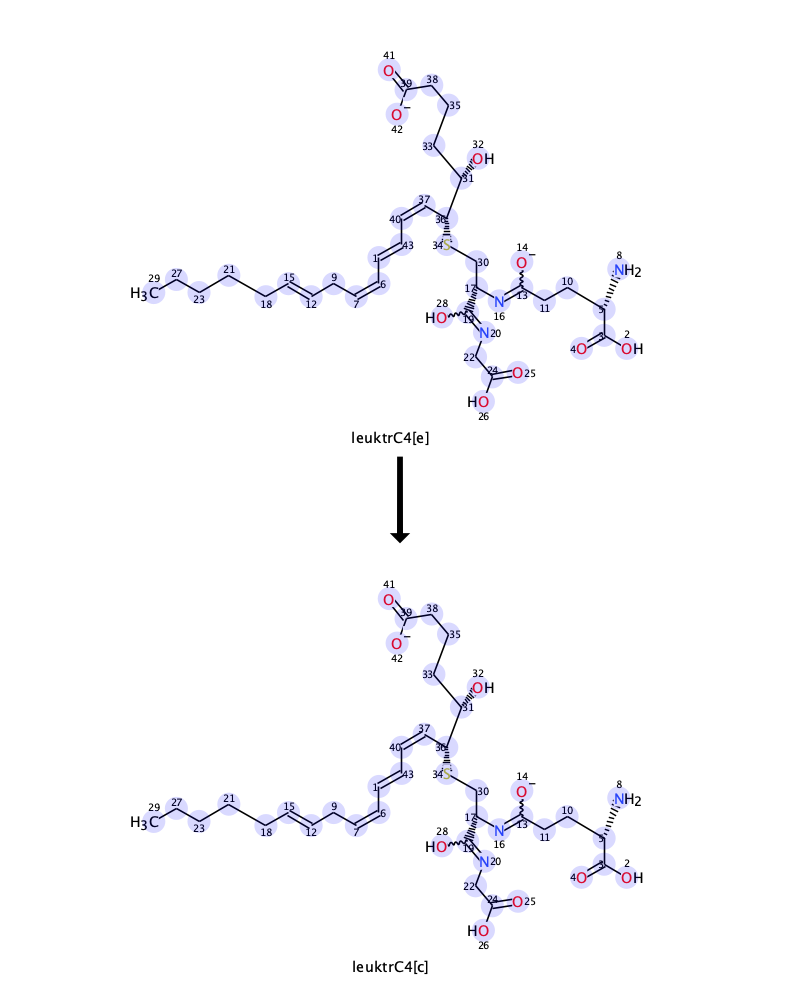 41
O 39 38
35
O−
42
33 32
OH
31
37
40 36
43 34 S
1 30 14
O−
8
NH2
29 27 21 15 9 6 17 13 10
H3C 23 18 12 7 N 11
16
28 5
HO 19
N 20 2
3
4 O OH
22
24 O 25
HO
26
leuktrC4[e]
41
O 39 38
35
O−
42
33 32
OH
31
37
40 36
43 34 S
1 30 14
O−
8
NH2
29 27 21 15 9 6 17 13 10
H3C 23 18 12 7 N 11
16
28 5
HO 19
N 20 2
3
4 O OH
22
24 O 25
HO
26
leuktrC4[c]